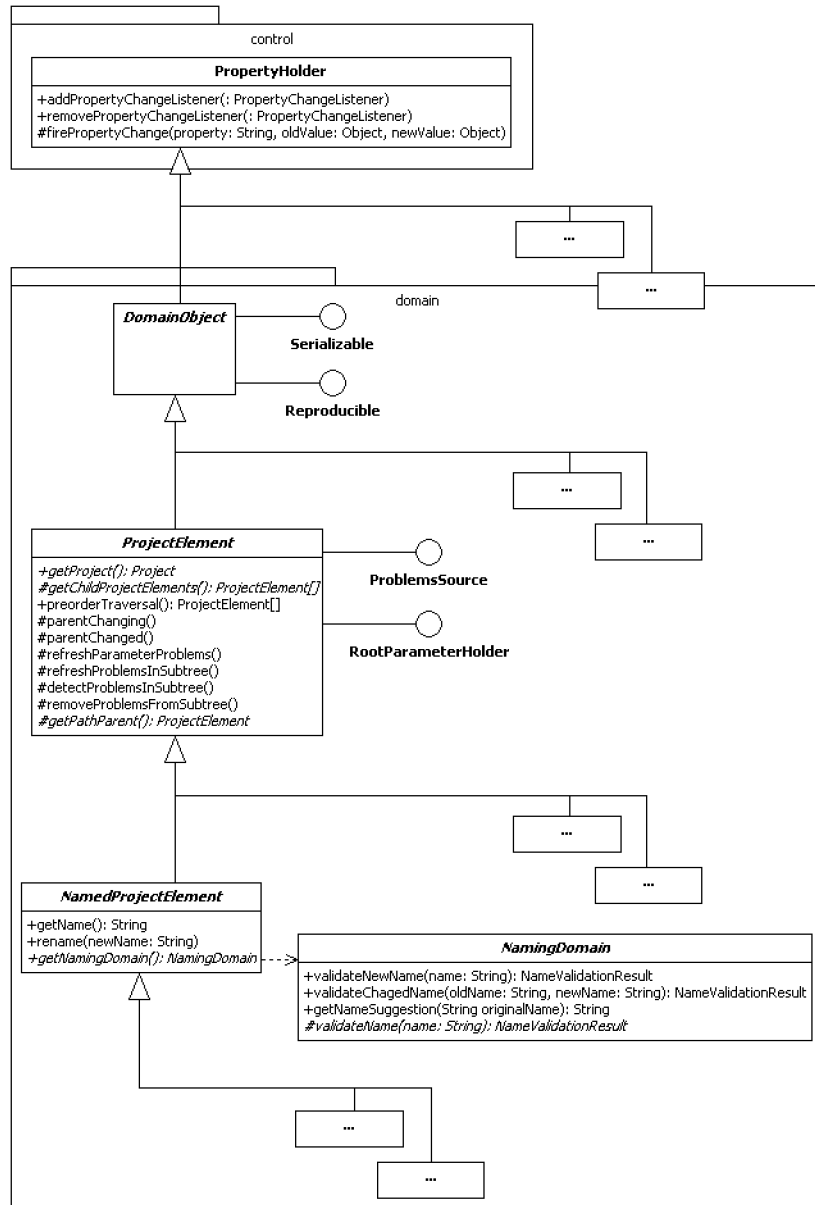 control
PropertyHolder
+addPropertyChangeListener(: PropertyChangeListener)
+removePropertyChangeListener(: PropertyChangeListener)
#firePropertyChange(property: String, oldValue: Object, newValue: Object)
...
...
domain
DomainObject
Serializable
Reproducible
...
...
ProjectElement
+getProject(): Project
#getChildProjectElements(): ProjectElement[]
+preorderTraversal(): ProjectElement[]
#parentChanging()
#parentChanged()
#refreshParameterProblems()
#refreshProblemsInSubtree()
#detectProblemsInSubtree()
#removeProblemsFromSubtree()
#getPathParent(): ProjectElement
ProblemsSource
RootParameterHolder
...
...
NamedProjectElement
+getName(): String
+rename(newName: String)
+getNamingDomain(): NamingDomain
NamingDomain
+validateNewName(name: String): NameValidationResult
+validateChagedName(oldName: String, newName: String): NameValidationResult
+getNameSuggestion(String originalName): String
#validateName(name: String): NameValidationResult
...
...